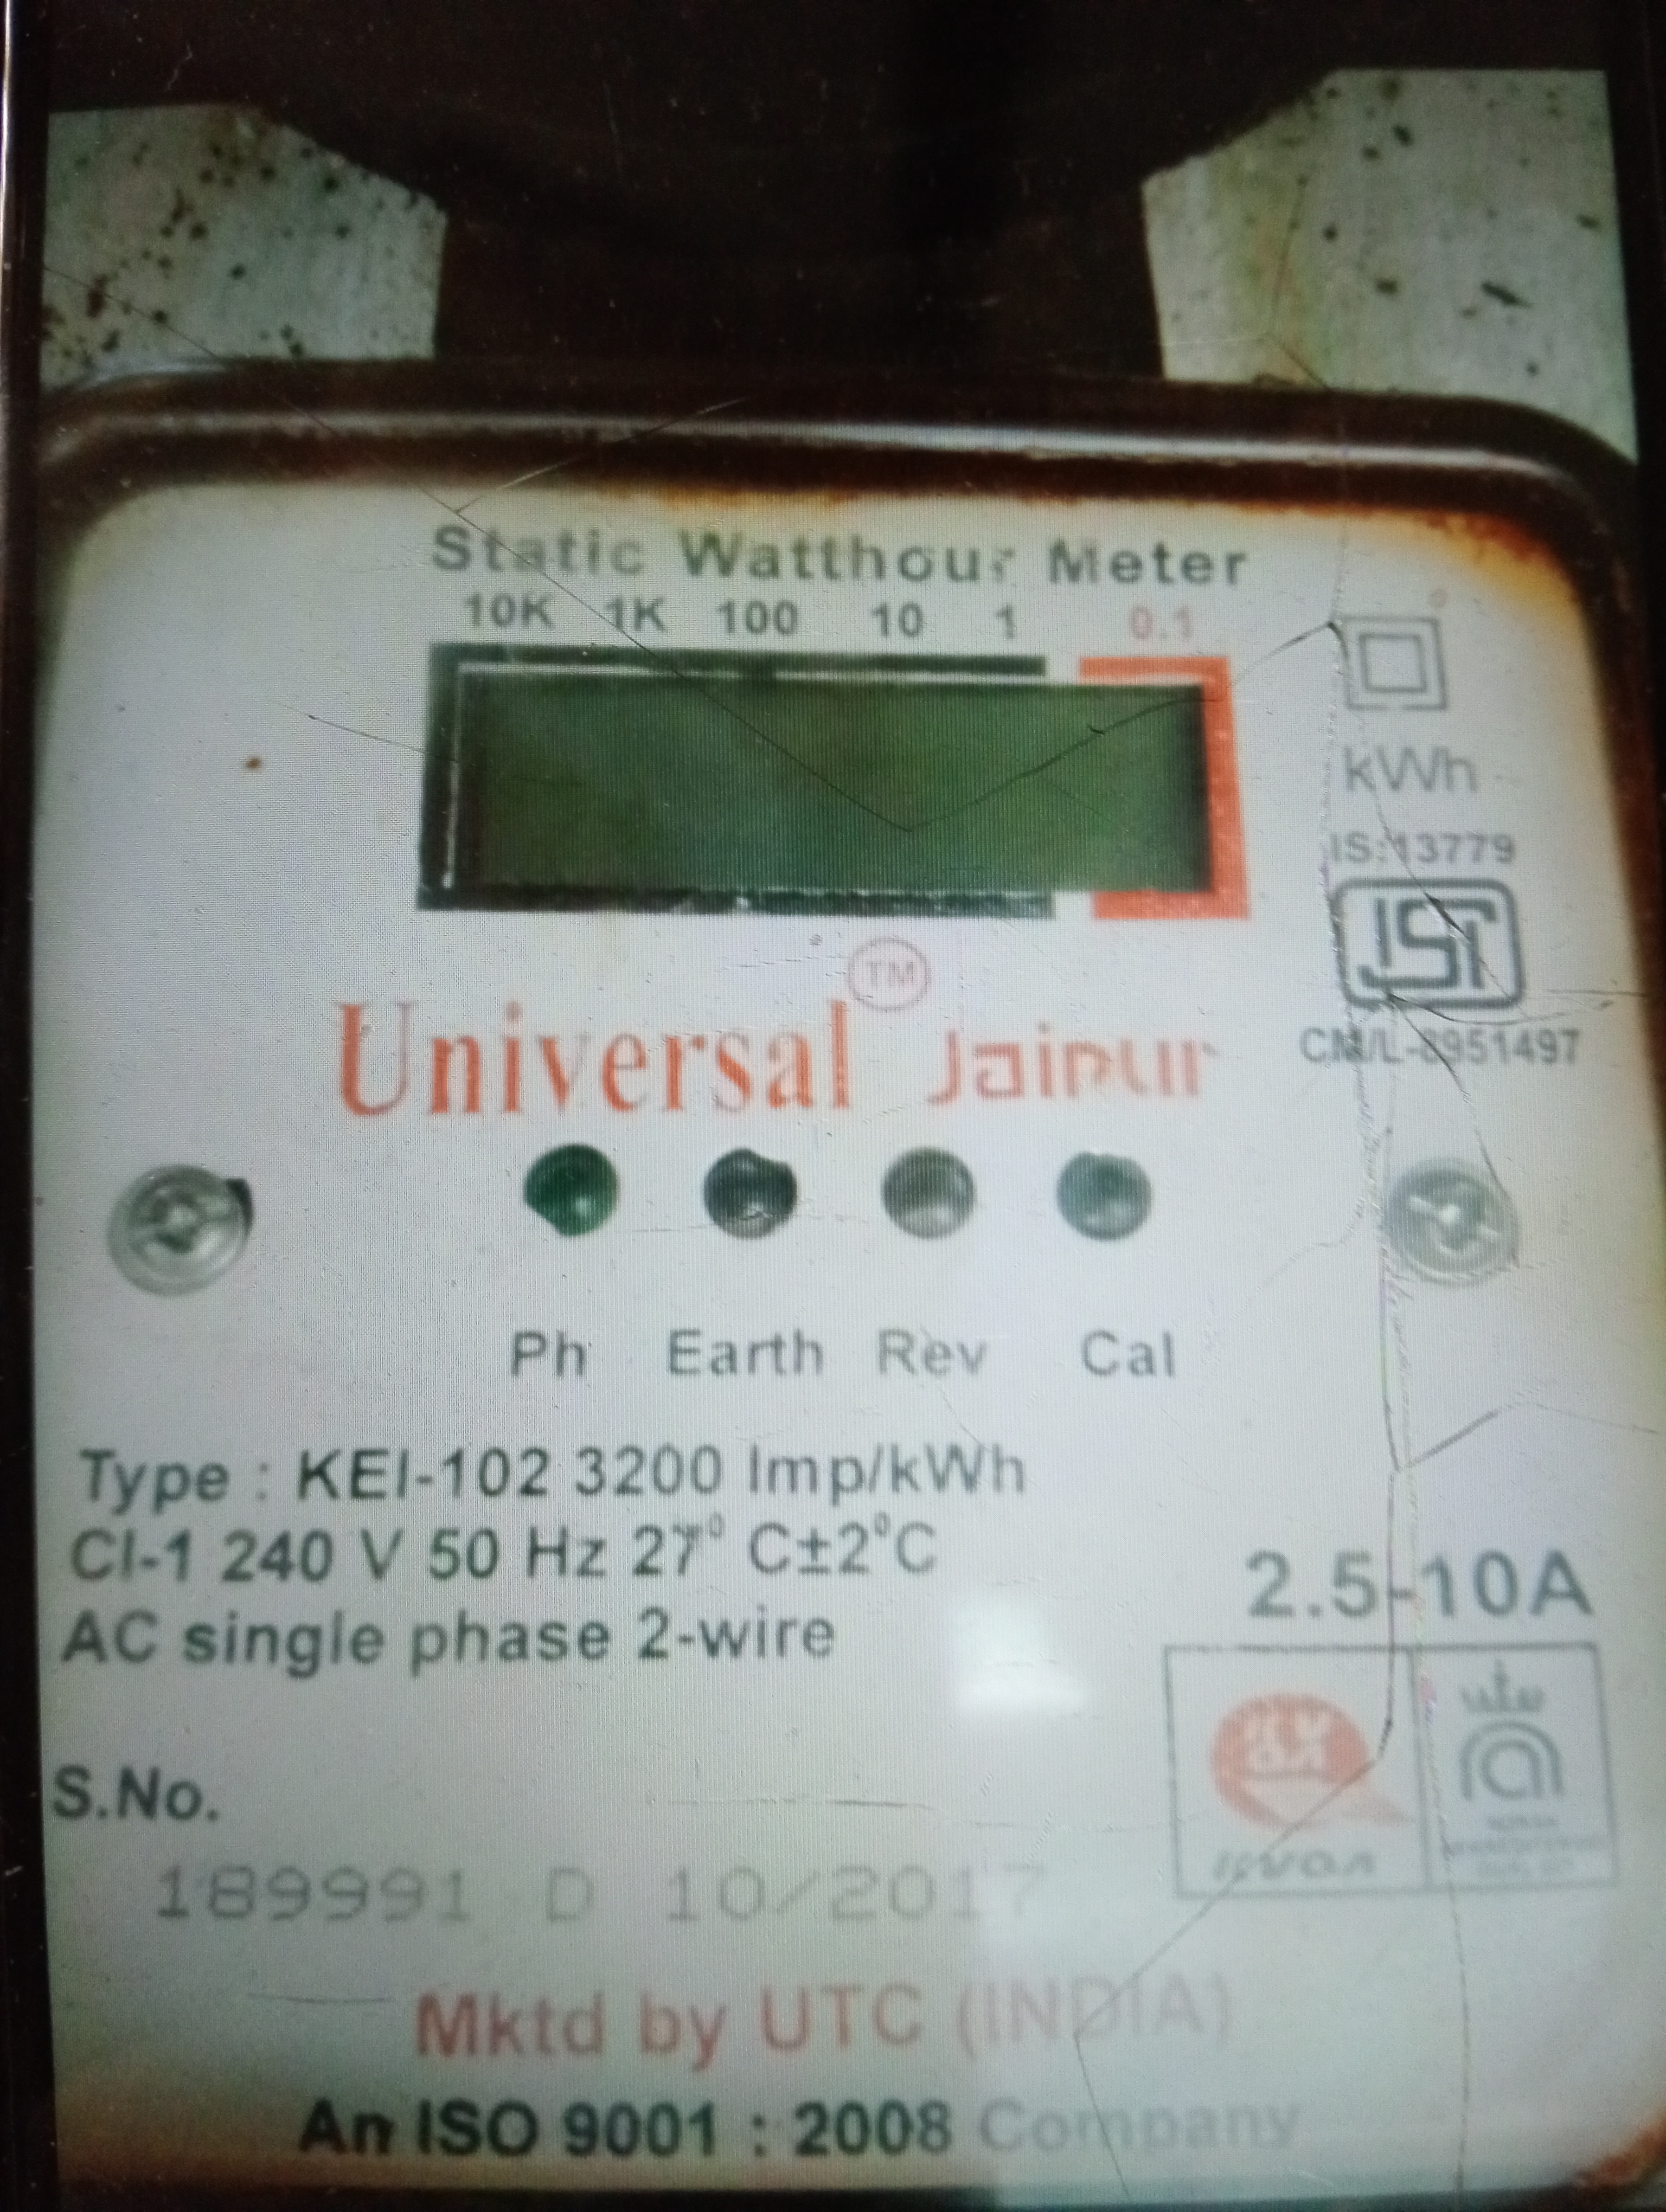 Static Watthour Meter
10K 1K 100 10 1 0.1
kWh
IS:13779
ISI
TM
Universal Jaipur
CM/L-8951497
Ph Earth Rev Cal
Type : KEI-102 3200 Imp/kWh
Cl-1 240 V 50 Hz 27° C±2°C
AC single phase 2-wire
2.5-10A
S.No.
189991 D 10/2017
Mktd by UTC (INDIA)
An ISO 9001 : 2008 Company